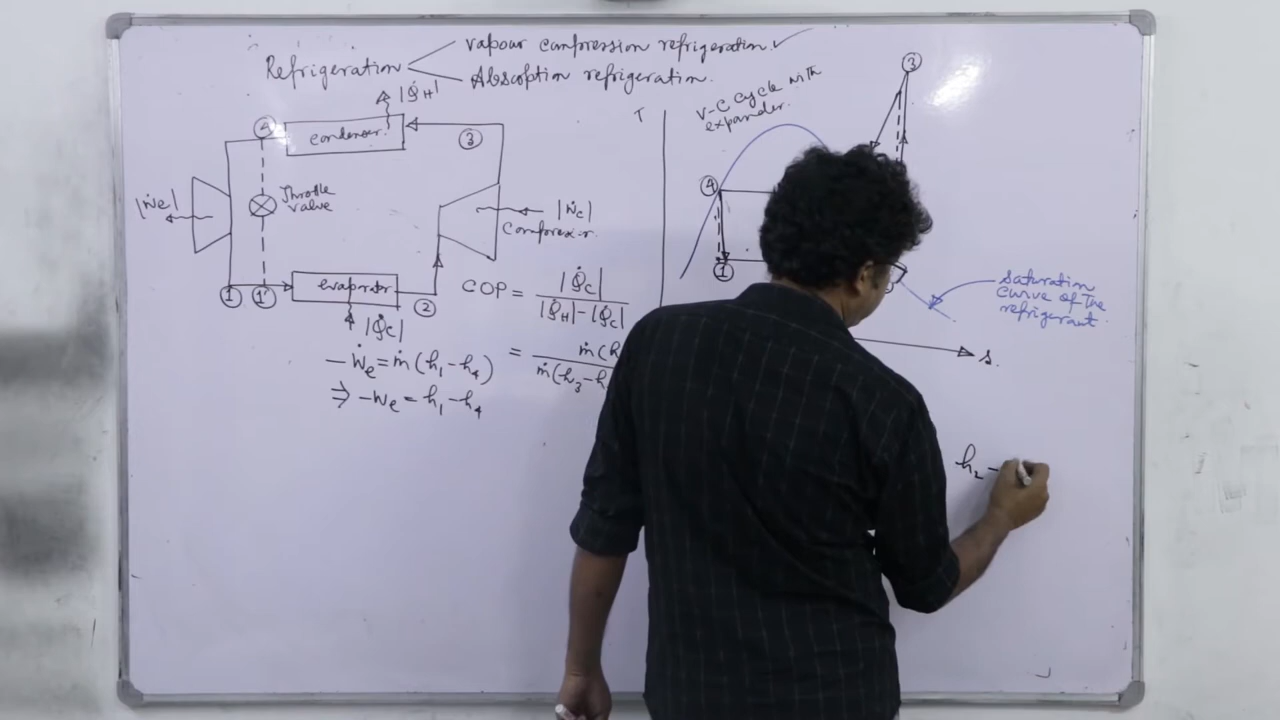 Refrigeration
vapour compression refrigeration. ✓
Absorption refrigeration.
|Q̇H|
4
condenser.
3
|Ẇe|
Throttle
valve
|Ẇc|
Compressor.
1
1'
evaporator
2
|Q̇c|
COP = |Q̇c| / |Q̇H| - |Q̇c|
= ṁ(h
ṁ(h3 - h
- Ẇe = ṁ (h1 - h4)
⇒ -We = h1 - h4
T
V-C cycle with
expander.
3
4
1
saturation
curve of the
refrigerant.
s.
h2 -